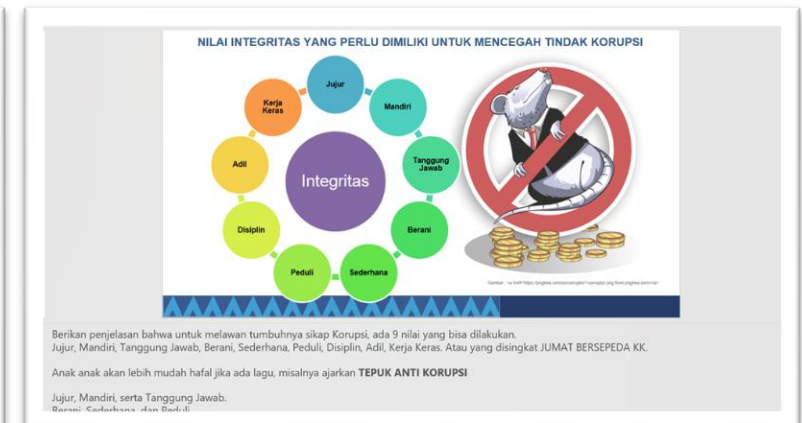 NILAI INTEGRITAS YANG PERLU DIMILIKI UNTUK MENCEGAH TINDAK KORUPSI
Jujur
Mandiri
Tanggung
Jawab
Berani
Sederhana
Peduli
Disiplin
Adil
Kerja
Keras
Integritas
Berikan penjelasan bahwa untuk melawan tumbuhnya sikap Korupsi, ada 9 nilai yang bisa dilakukan.
Jujur, Mandiri, Tanggung Jawab, Berani, Sederhana, Peduli, Disiplin, Adil, Kerja Keras. Atau yang disingkat JUMAT BERSEPEDA KK.
Anak anak akan lebih mudah hafal jika ada lagu, misalnya ajarkan TEPUK ANTI KORUPSI
Jujur, Mandiri, serta Tanggung Jawab.
Berani, Sederhana, dan Peduli